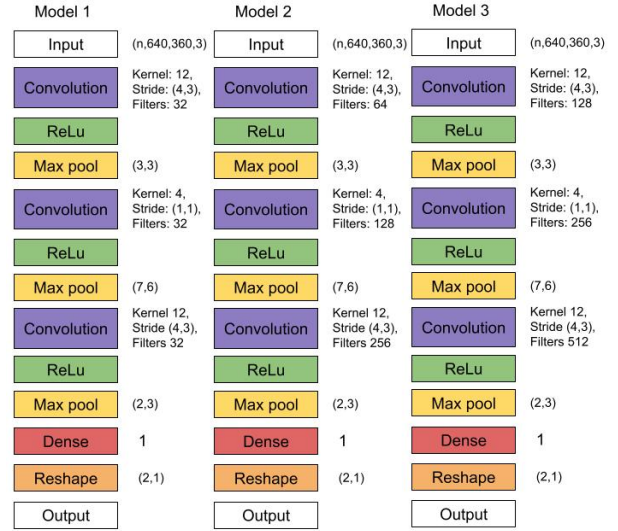 Model 1
Input
(n,640,360,3)
Convolution
Kernel: 12,
Stride: (4,3),
Filters: 32
ReLu
Max pool
(3,3)
Convolution
Kernel: 4,
Stride: (1,1),
Filters: 32
ReLu
Max pool
(7,6)
Convolution
Kernel 12,
Stride (4,3),
Filters 32
ReLu
Max pool
(2,3)
Dense
1
Reshape
(2,1)
Output
Model 2
Input
(n,640,360,3)
Convolution
Kernel: 12,
Stride: (4,3),
Filters: 64
ReLu
Max pool
(3,3)
Convolution
Kernel: 4,
Stride: (1,1),
Filters: 128
ReLu
Max pool
(7,6)
Convolution
Kernel 12,
Stride (4,3),
Filters 256
ReLu
Max pool
(2,3)
Dense
1
Reshape
(2,1)
Output
Model 3
Input
(n,640,360,3)
Convolution
Kernel: 12,
Stride: (4,3),
Filters: 128
ReLu
Max pool
(3,3)
Convolution
Kernel: 4,
Stride: (1,1),
Filters: 256
ReLu
Max pool
(7,6)
Convolution
Kernel 12,
Stride (4,3),
Filters 512
ReLu
Max pool
(2,3)
Dense
1
Reshape
(2,1)
Output